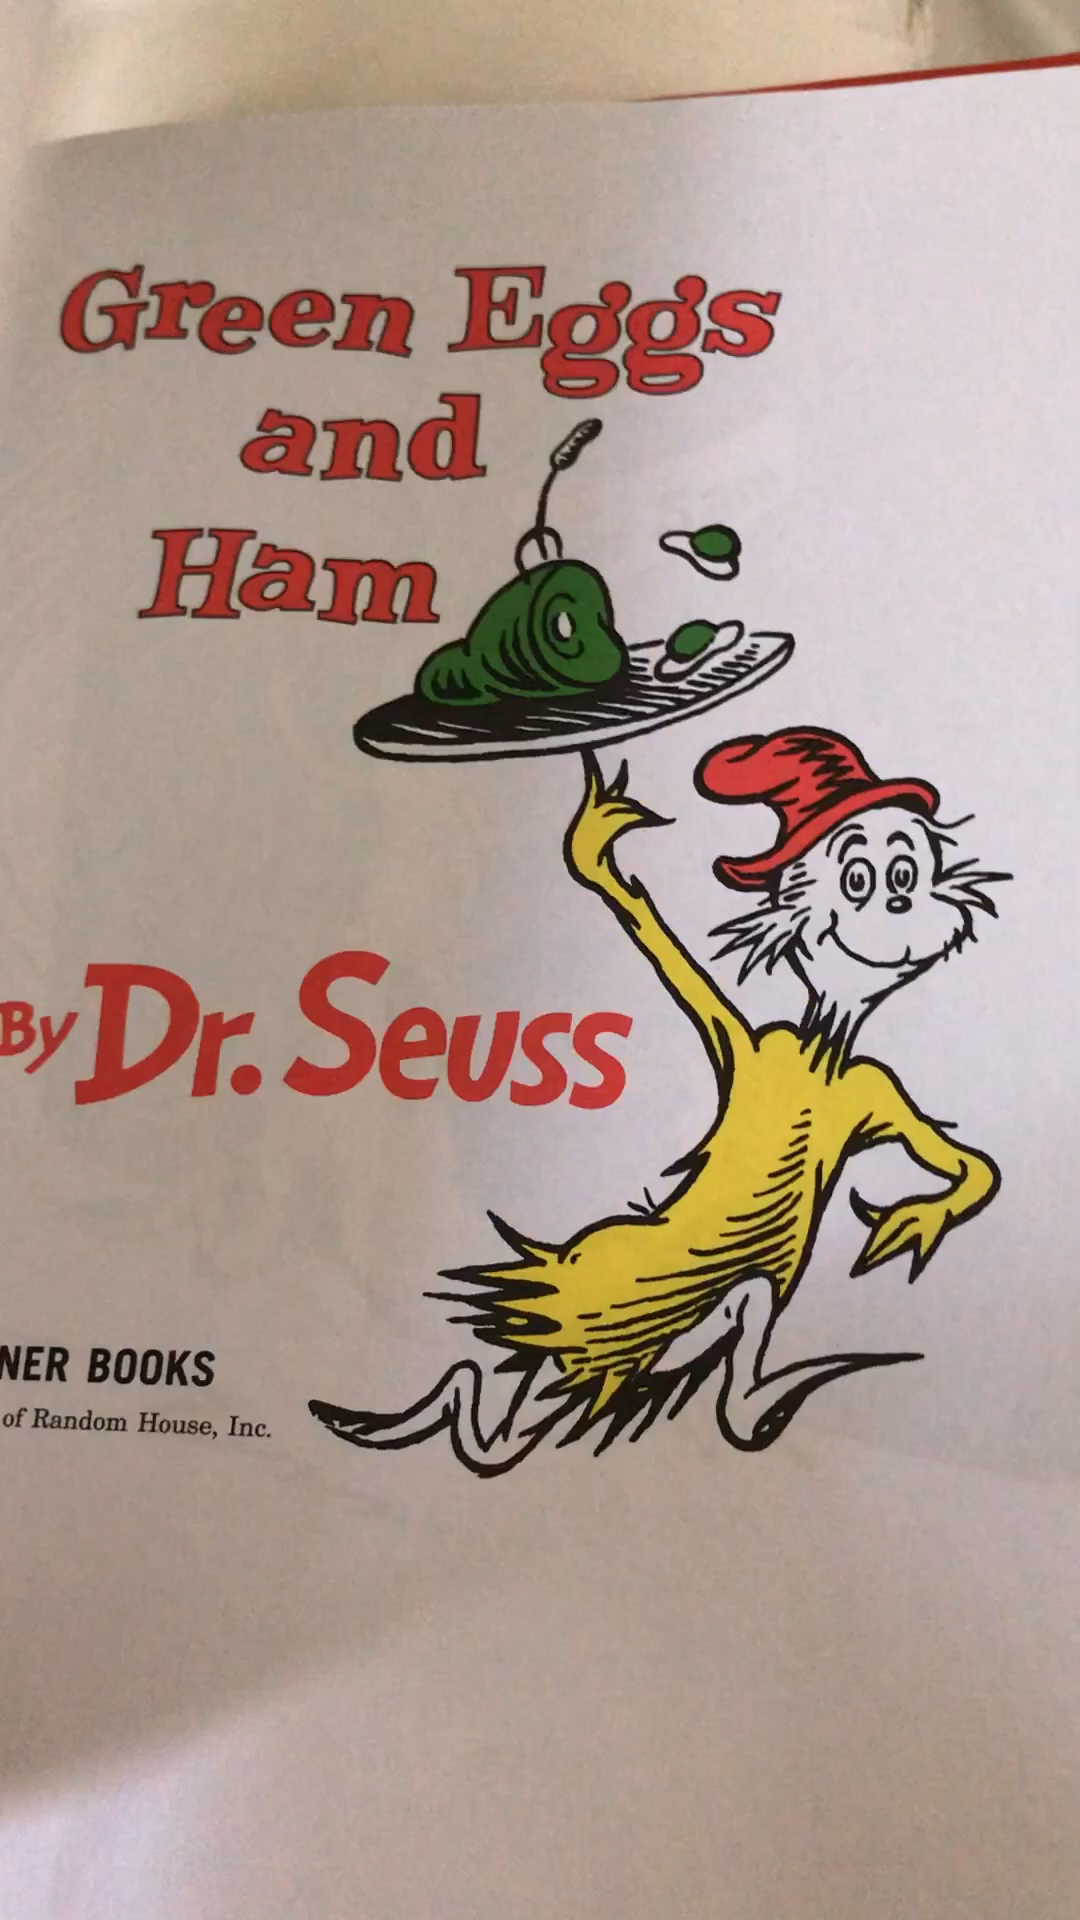 Green Eggs
and
Ham
By Dr. Seuss
NER BOOKS
of Random House, Inc.